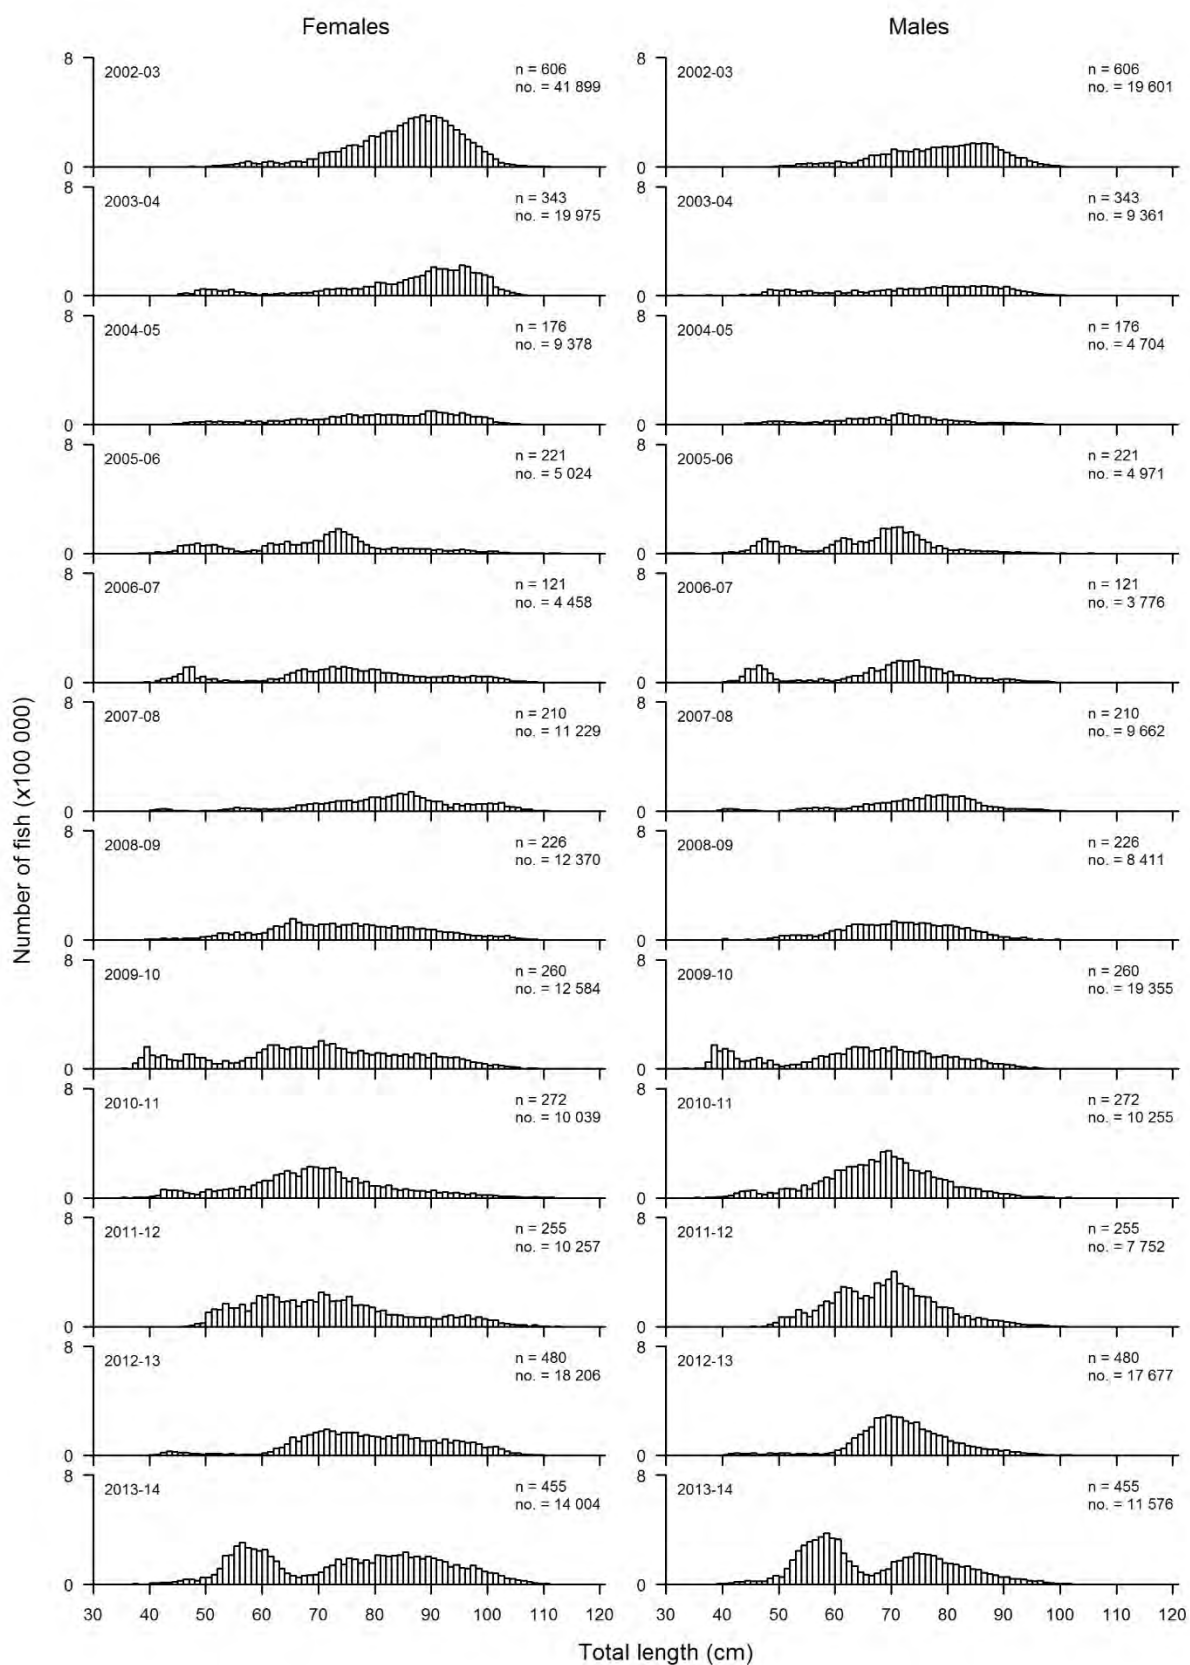 Females Males
8 2002-03 n = 606 8 2002-03 n = 606
no. = 41 899 no. = 19 601
0 0
8 2003-04 n = 343 8 2003-04 n = 343
no. = 19 975 no. = 9 361
0 0
8 2004-05 n = 176 8 2004-05 n = 176
no. = 9 378 no. = 4 704
0 0
8 2005-06 n = 221 8 2005-06 n = 221
no. = 5 024 no. = 4 971
0 0
8 2006-07 n = 121 8 2006-07 n = 121
no. = 4 458 no. = 3 776
0 0
8 2007-08 n = 210 8 2007-08 n = 210
no. = 11 229 no. = 9 662
0 0
8 2008-09 n = 226 8 2008-09 n = 226
no. = 12 370 no. = 8 411
0 0
8 2009-10 n = 260 8 2009-10 n = 260
no. = 12 584 no. = 19 355
0 0
8 2010-11 n = 272 8 2010-11 n = 272
no. = 10 039 no. = 10 255
0 0
8 2011-12 n = 255 8 2011-12 n = 255
no. = 10 257 no. = 7 752
0 0
8 2012-13 n = 480 8 2012-13 n = 480
no. = 18 206 no. = 17 677
0 0
8 2013-14 n = 455 8 2013-14 n = 455
no. = 14 004 no. = 11 576
0 0
30 40 50 60 70 80 90 100 110 120 30 40 50 60 70 80 90 100 110 120
Total length (cm)
Number of fish (x100 000)